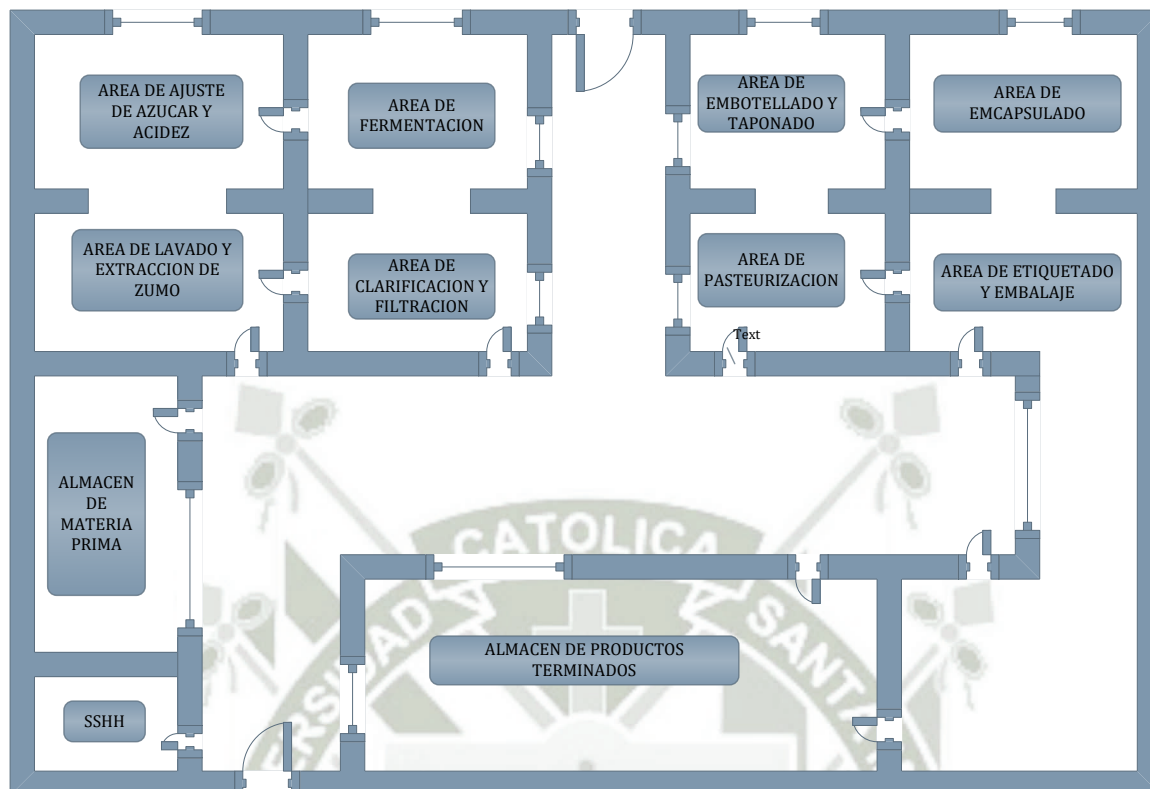 AREA DE AJUSTE
DE AZUCAR Y
ACIDEZ
AREA DE
FERMENTACION
AREA DE
EMBOTELLADO Y
TAPONADO
AREA DE
EMCAPSULADO
AREA DE LAVADO Y
EXTRACCION DE
ZUMO
AREA DE
CLARIFICACION Y
FILTRACION
AREA DE
PASTEURIZACION
AREA DE ETIQUETADO
Y EMBALAJE
Text
ALMACEN
DE
MATERIA
PRIMA
CATOLICA
ERSIDAD
SANTA
ALMACEN DE PRODUCTOS
TERMINADOS
SSHH